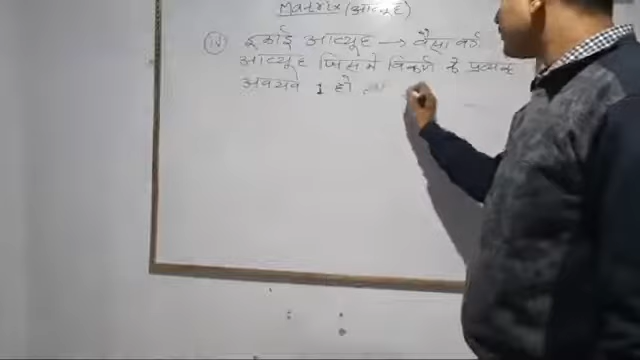 Matrix (आव्यूह)
(iv) इकाई आव्यूह → वैसा वर्ग
आव्यूह जिसमे विकर्ण के प्रत्येक
अवयवे 1 हो